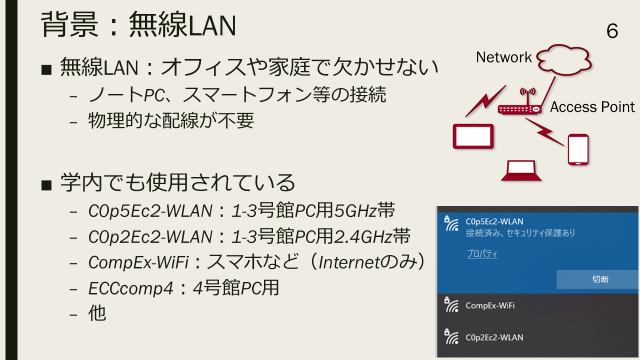 背景：無線LAN
6
■ 無線LAN：オフィスや家庭で欠かせない
– ノートPC、スマートフォン等の接続
– 物理的な配線が不要
Network
Access Point
■ 学内でも使用されている
– C0p5Ec2-WLAN：1-3号館PC用5GHz帯
– C0p2Ec2-WLAN：1-3号館PC用2.4GHz帯
– CompEx-WiFi：スマホなど（Internetのみ）
– ECCcomp4：4号館PC用
– 他
C0p5Ec2-WLAN
接続済み、セキュリティ保護あり
プロパティ
切断
CompEx-WiFi
C0p2Ec2-WLAN